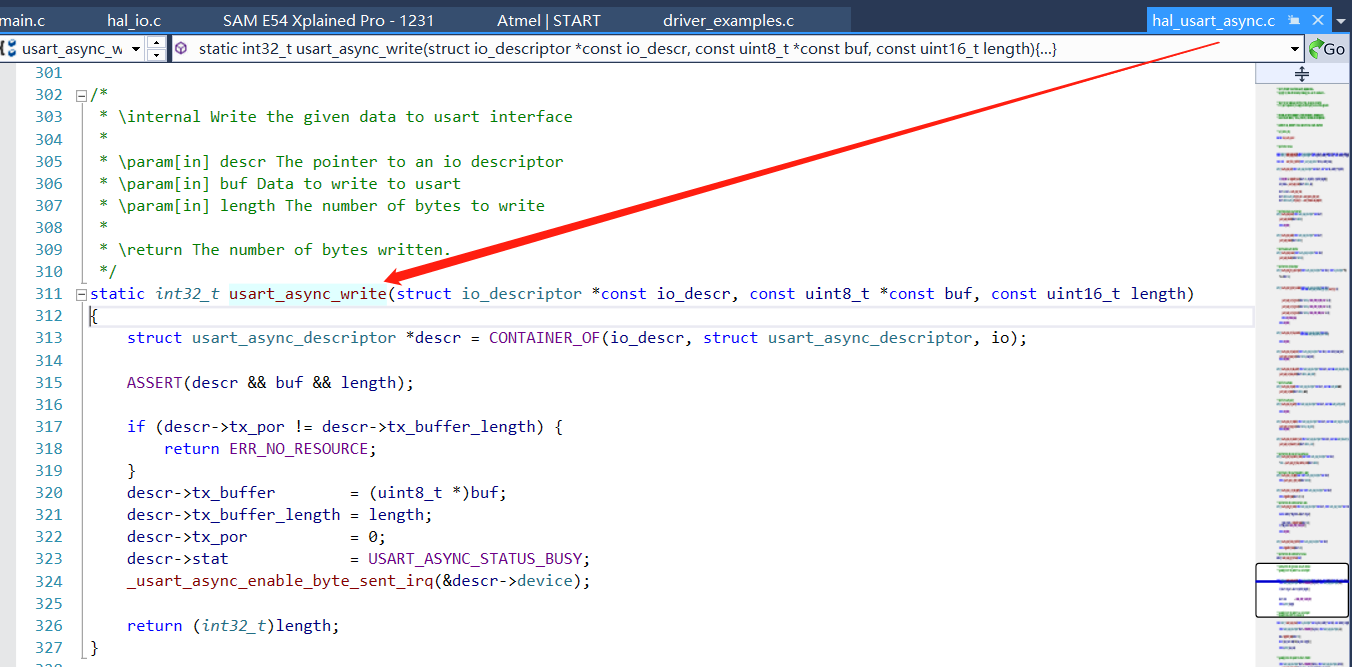 main.c hal_io.c SAM E54 Xplained Pro - 1231 Atmel | START driver_examples.c hal_usart_async.c
usart_async_w static int32_t usart_async_write(struct io_descriptor *const io_descr, const uint8_t *const buf, const uint16_t length){...} Go
301
302 /*
303  * \internal Write the given data to usart interface
304  *
305  * \param[in] descr The pointer to an io descriptor
306  * \param[in] buf Data to write to usart
307  * \param[in] length The number of bytes to write
308  *
309  * \return The number of bytes written.
310  */
311 static int32_t usart_async_write(struct io_descriptor *const io_descr, const uint8_t *const buf, const uint16_t length)
312 {
313     struct usart_async_descriptor *descr = CONTAINER_OF(io_descr, struct usart_async_descriptor, io);
314
315     ASSERT(descr && buf && length);
316
317     if (descr->tx_por != descr->tx_buffer_length) {
318         return ERR_NO_RESOURCE;
319     }
320     descr->tx_buffer        = (uint8_t *)buf;
321     descr->tx_buffer_length = length;
322     descr->tx_por           = 0;
323     descr->stat             = USART_ASYNC_STATUS_BUSY;
324     _usart_async_enable_byte_sent_irq(&descr->device);
325
326     return (int32_t)length;
327 }